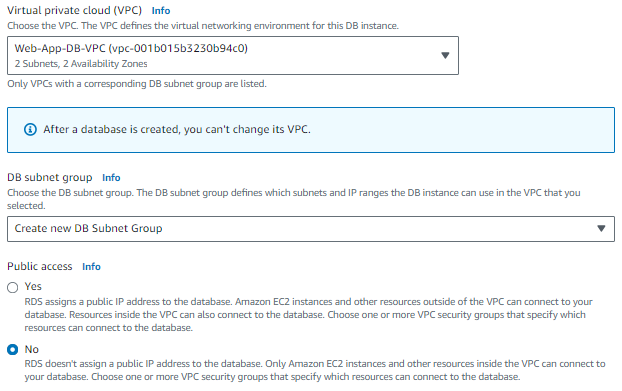 Virtual private cloud (VPC) Info
Choose the VPC. The VPC defines the virtual networking environment for this DB instance.
Web-App-DB-VPC (vpc-001b015b3230b94c0)
2 Subnets, 2 Availability Zones
Only VPCs with a corresponding DB subnet group are listed.
After a database is created, you can't change its VPC.
DB subnet group Info
Choose the DB subnet group. The DB subnet group defines which subnets and IP ranges the DB instance can use in the VPC that you
selected.
Create new DB Subnet Group
Public access Info
Yes
RDS assigns a public IP address to the database. Amazon EC2 instances and other resources outside of the VPC can connect to your
database. Resources inside the VPC can also connect to the database. Choose one or more VPC security groups that specify which
resources can connect to the database.
No
RDS doesn't assign a public IP address to the database. Only Amazon EC2 instances and other resources inside the VPC can connect to
your database. Choose one or more VPC security groups that specify which resources can connect to the database.